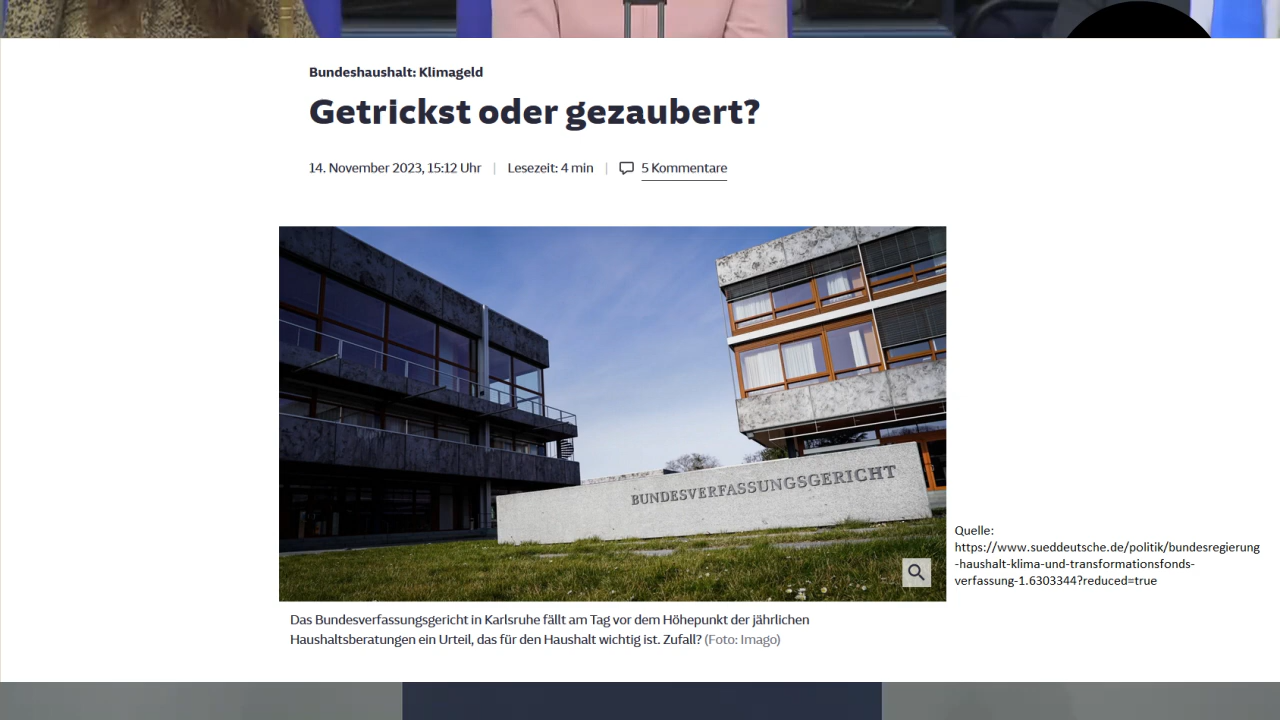 Bundeshaushalt: Klimageld
Getrickst oder gezaubert?
14. November 2023, 15:12 Uhr | Lesezeit: 4 min | 5 Kommentare
BUNDESVERFASSUNGSGERICHT
Quelle:
https://www.sueddeutsche.de/politik/bundesregierung
-haushalt-klima-und-transformationsfonds-
verfassung-1.6303344?reduced=true
Das Bundesverfassungsgericht in Karlsruhe fällt am Tag vor dem Höhepunkt der jährlichen
Haushaltsberatungen ein Urteil, das für den Haushalt wichtig ist. Zufall? (Foto: Imago)